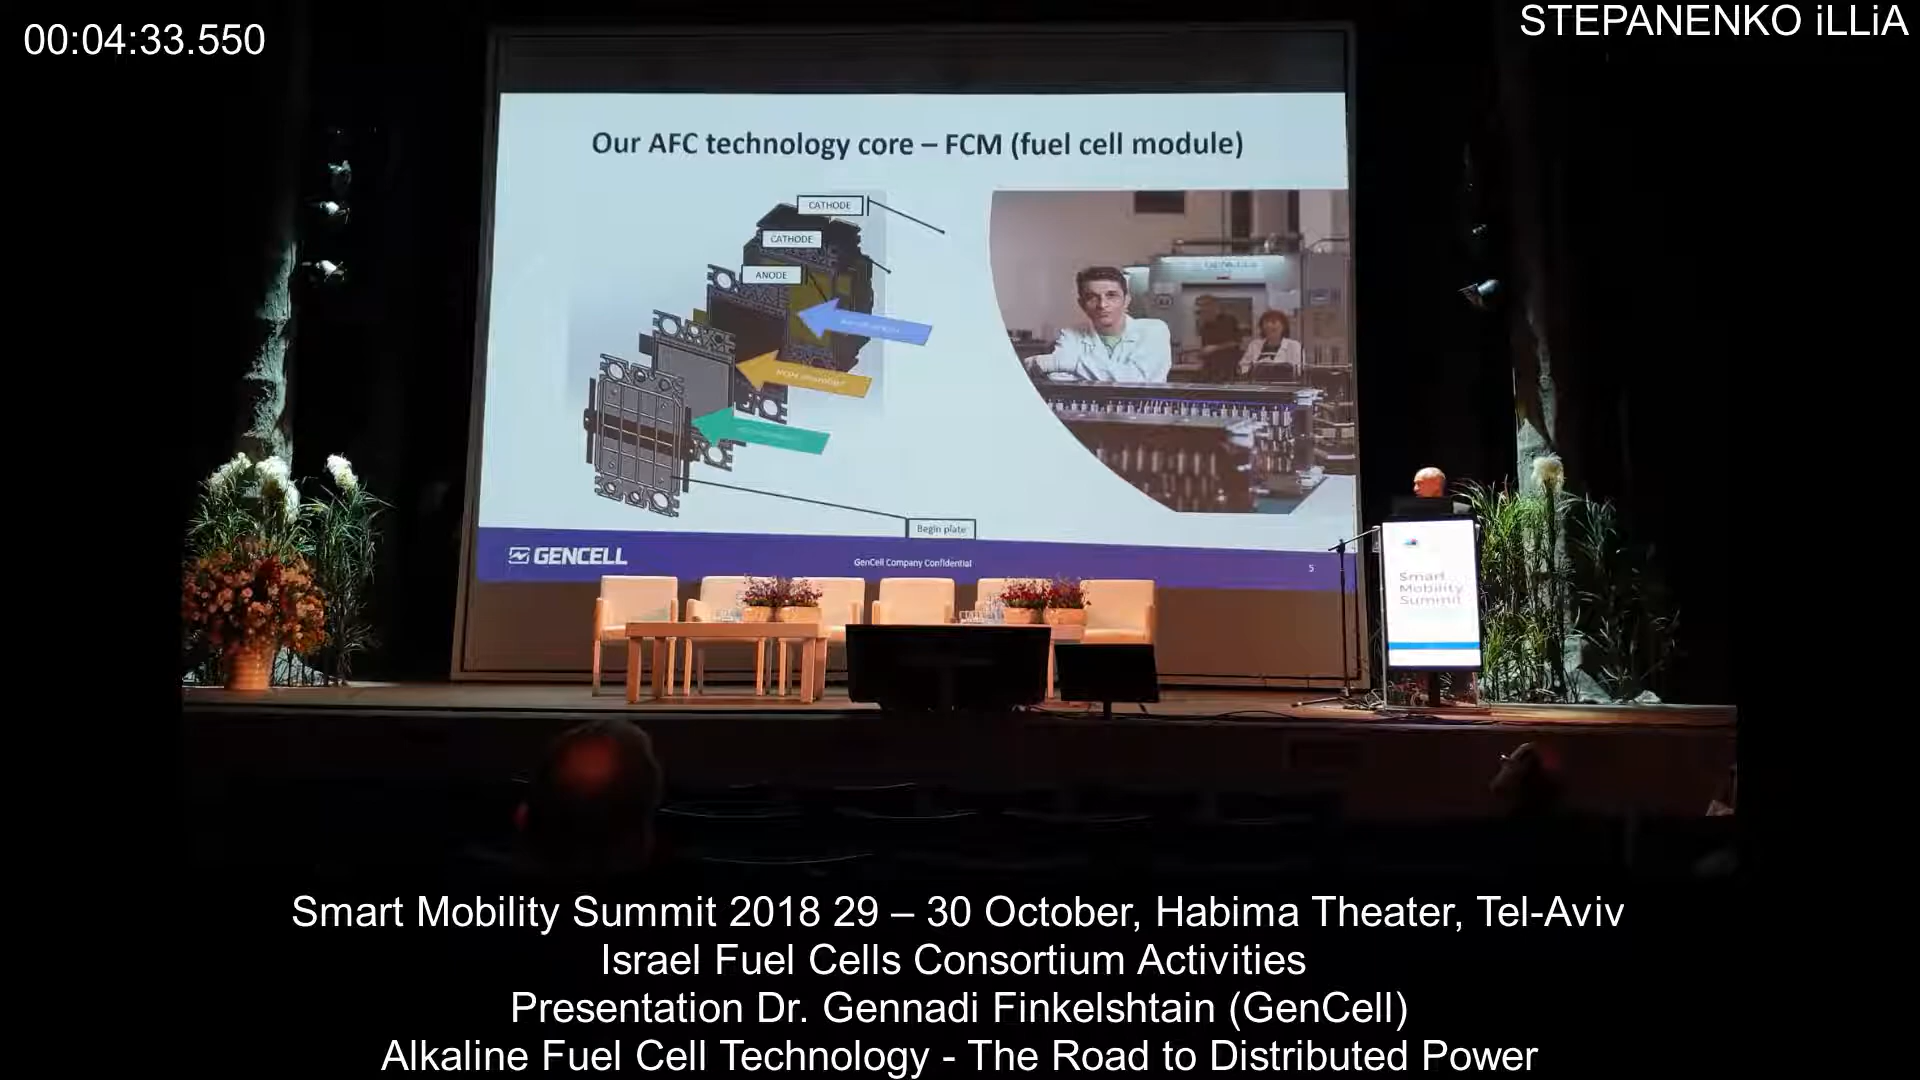 00:04:33.550
STEPANENKO iLLiA
Our AFC technology core – FCM (fuel cell module)
CATHODE
CATHODE
ANODE
GENCELL
Begin plate
GENCELL
GenCell Company Confidential
5
Smart
Mobility
Summit
Smart Mobility Summit 2018 29 – 30 October, Habima Theater, Tel-Aviv
Israel Fuel Cells Consortium Activities
Presentation Dr. Gennadi Finkelshtain (GenCell)
Alkaline Fuel Cell Technology - The Road to Distributed Power